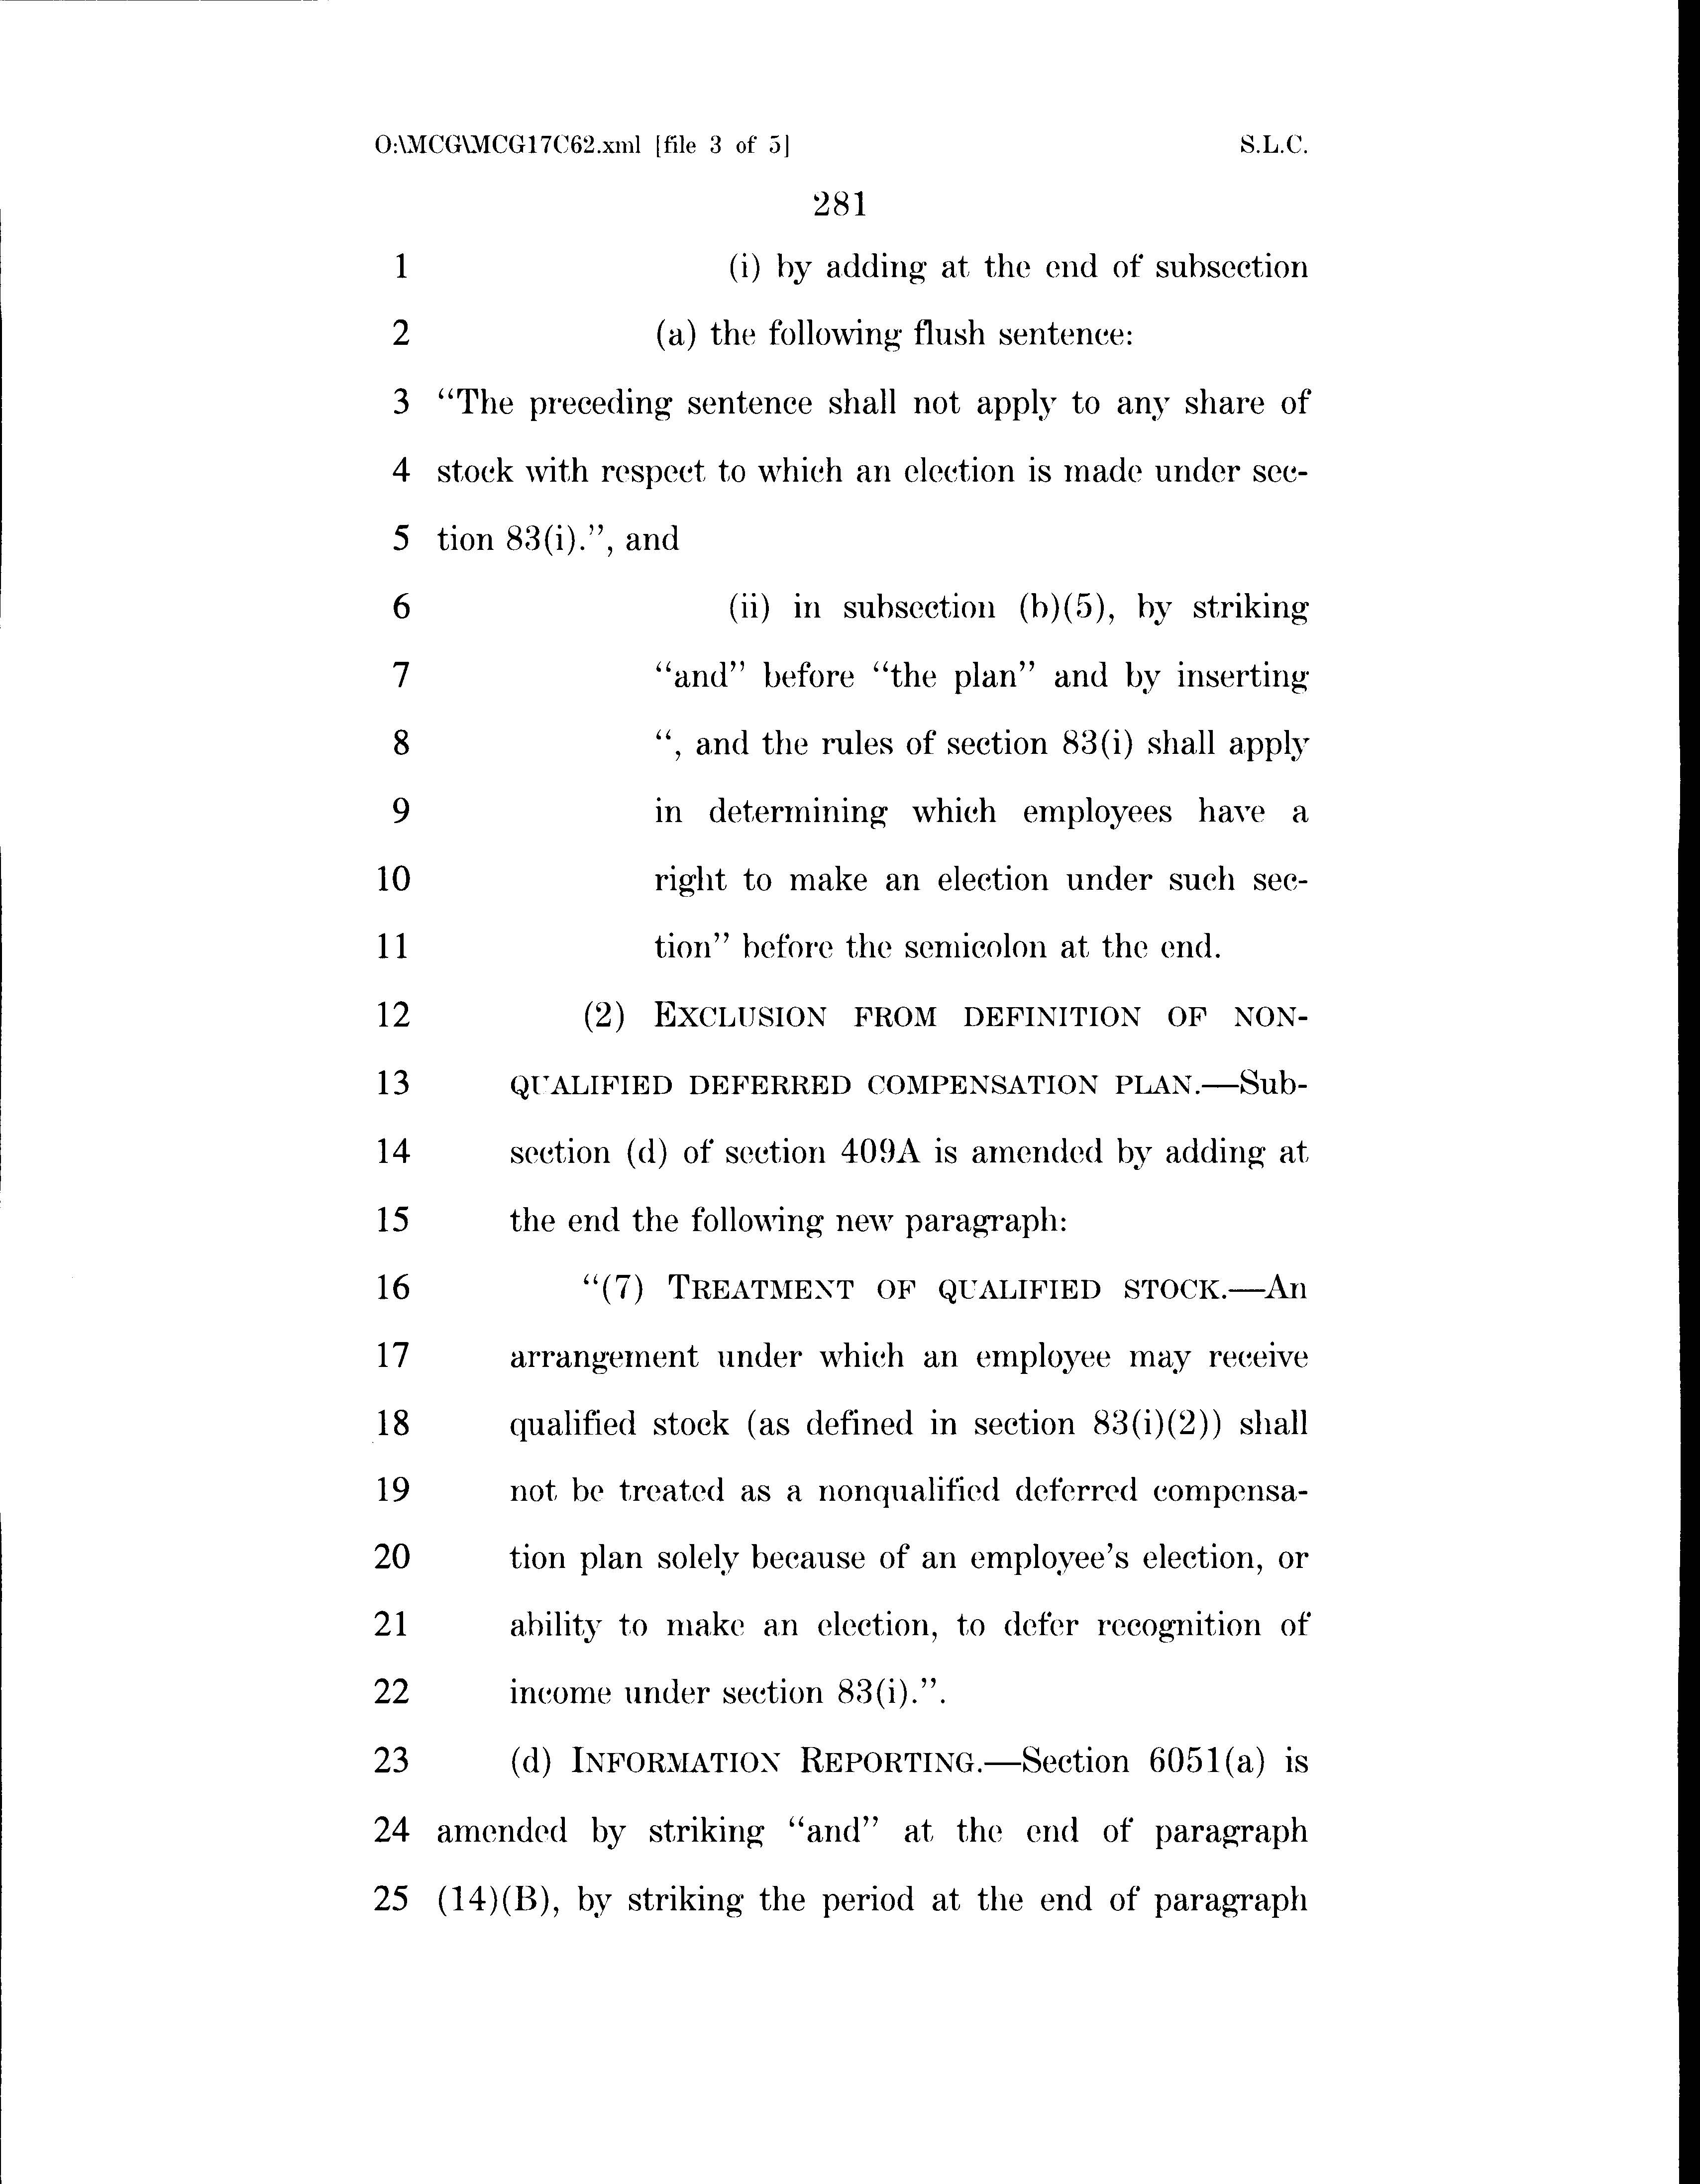 O:\MCG\MCG17C62.xml [file 3 of 5] S.L.C.
281
1 (i) by adding at the end of subsection
2 (a) the following flush sentence:
3 “The preceding sentence shall not apply to any share of
4 stock with respect to which an election is made under sec-
5 tion 83(i).”, and
6 (ii) in subsection (b)(5), by striking
7 “and” before “the plan” and by inserting
8 “, and the rules of section 83(i) shall apply
9 in determining which employees have a
10 right to make an election under such sec-
11 tion” before the semicolon at the end.
12 (2) EXCLUSION FROM DEFINITION OF NON-
13 QUALIFIED DEFERRED COMPENSATION PLAN.—Sub-
14 section (d) of section 409A is amended by adding at
15 the end the following new paragraph:
16 “(7) TREATMENT OF QUALIFIED STOCK.—An
17 arrangement under which an employee may receive
18 qualified stock (as defined in section 83(i)(2)) shall
19 not be treated as a nonqualified deferred compensa-
20 tion plan solely because of an employee’s election, or
21 ability to make an election, to defer recognition of
22 income under section 83(i).”.
23 (d) INFORMATION REPORTING.—Section 6051(a) is
24 amended by striking “and” at the end of paragraph
25 (14)(B), by striking the period at the end of paragraph